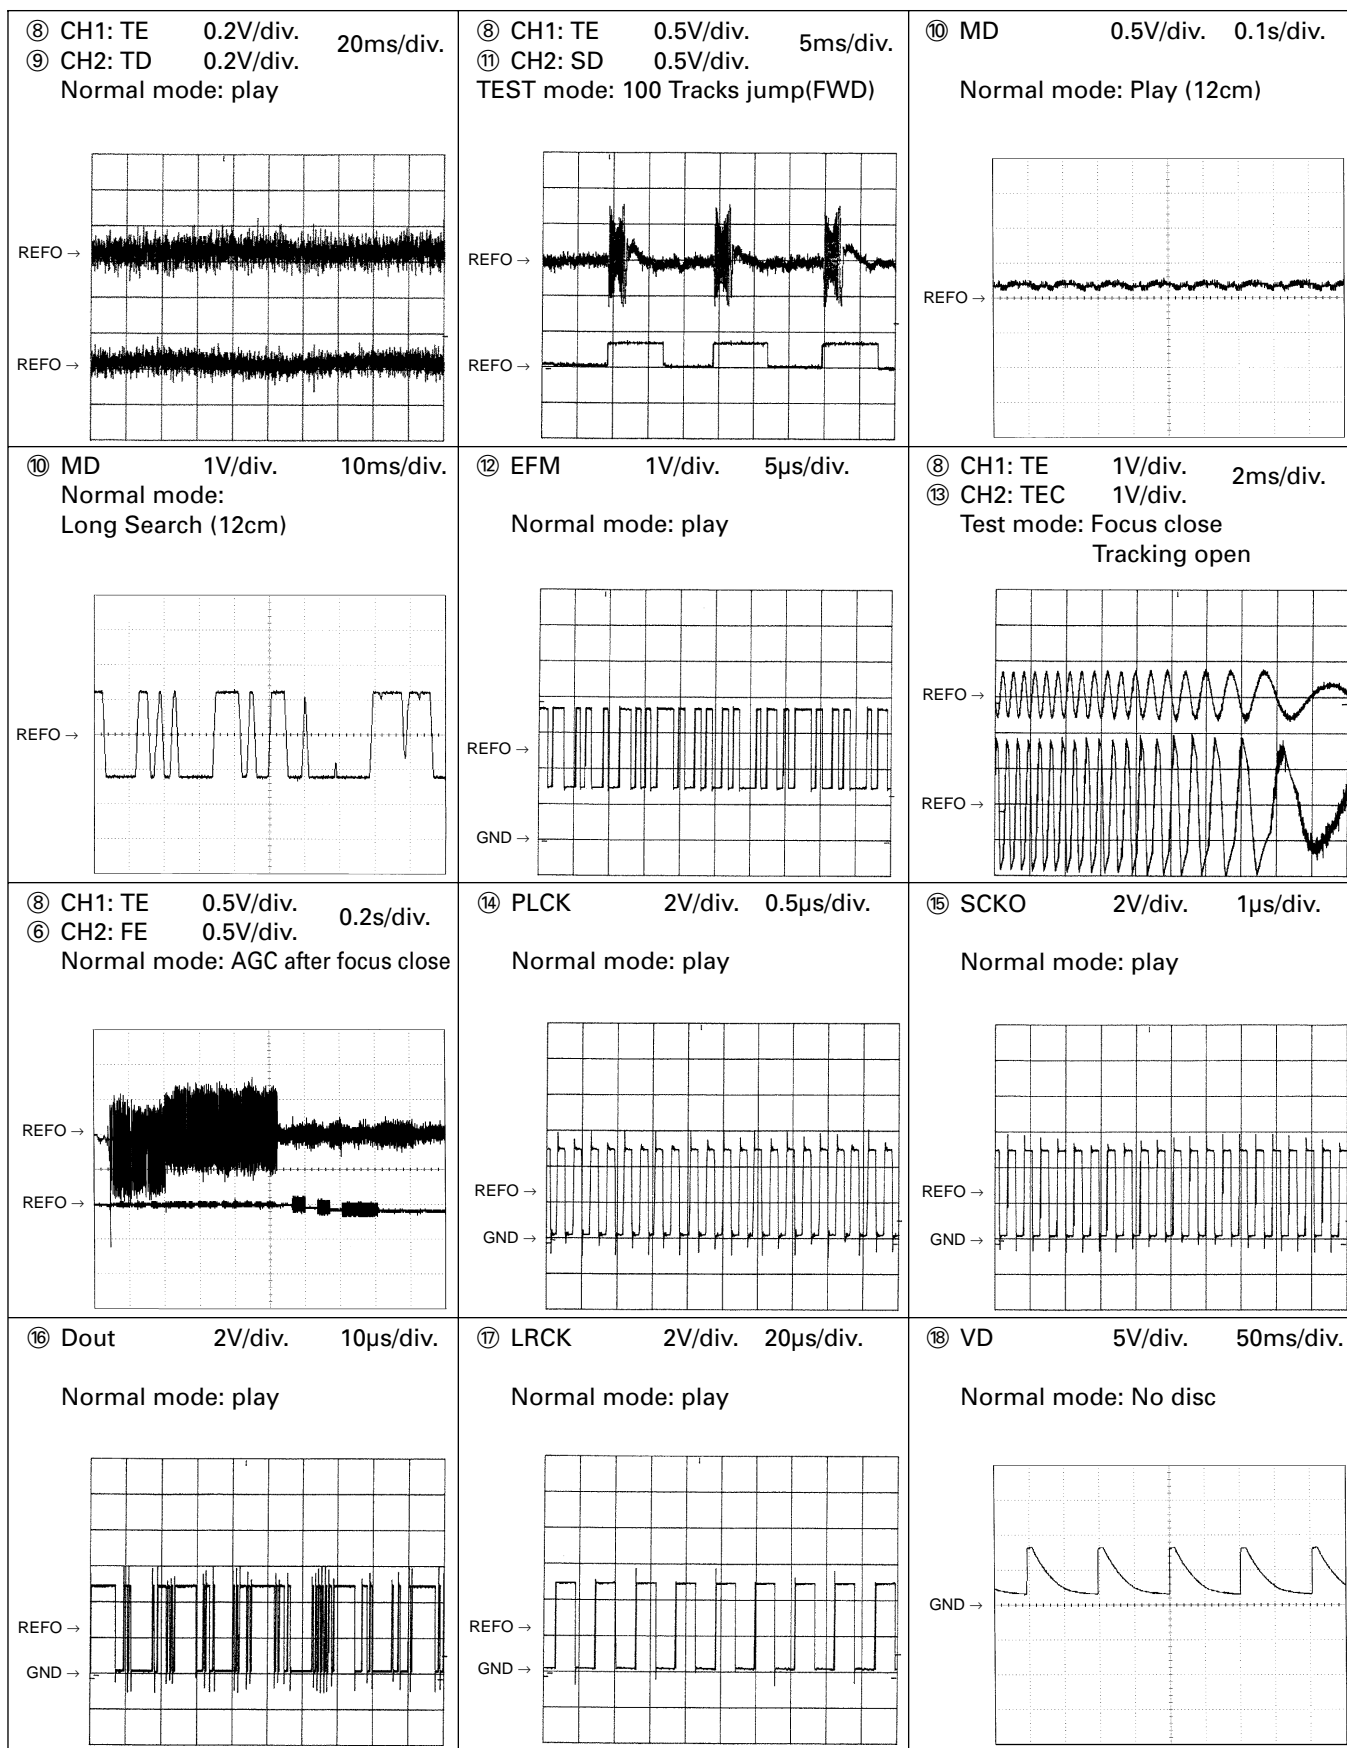 ⑧ CH1: TE 0.2V/div. 20ms/div.
⑨ CH2: TD 0.2V/div.
Normal mode: play
REFO →
REFO →
⑧ CH1: TE 0.5V/div. 5ms/div.
⑪ CH2: SD 0.5V/div.
TEST mode: 100 Tracks jump(FWD)
REFO →
REFO →
⑩ MD 0.5V/div. 0.1s/div.
Normal mode: Play (12cm)
REFO →
⑩ MD 1V/div. 10ms/div.
Normal mode:
Long Search (12cm)
REFO →
⑫ EFM 1V/div. 5µs/div.
Normal mode: play
REFO →
GND →
⑧ CH1: TE 1V/div. 2ms/div.
⑬ CH2: TEC 1V/div.
Test mode: Focus close
Tracking open
REFO →
REFO →
⑧ CH1: TE 0.5V/div. 0.2s/div.
⑥ CH2: FE 0.5V/div.
Normal mode: AGC after focus close
REFO →
REFO →
⑭ PLCK 2V/div. 0.5µs/div.
Normal mode: play
REFO →
GND →
⑮ SCKO 2V/div. 1µs/div.
Normal mode: play
REFO →
GND →
⑯ Dout 2V/div. 10µs/div.
Normal mode: play
REFO →
GND →
⑰ LRCK 2V/div. 20µs/div.
Normal mode: play
REFO →
GND →
⑱ VD 5V/div. 50ms/div.
Normal mode: No disc
GND →